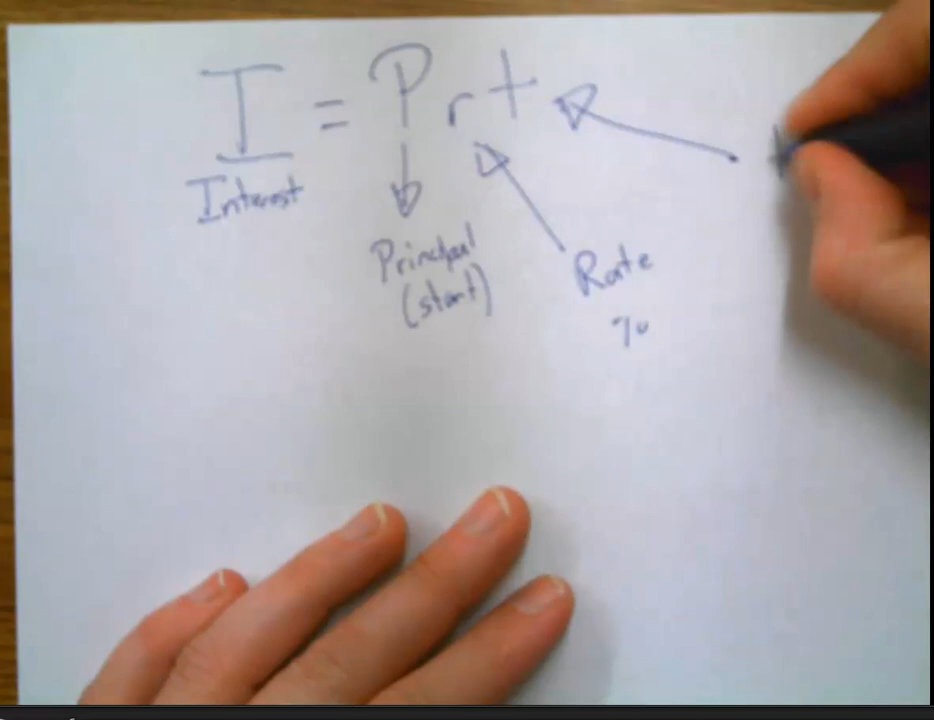 I = Prt
Interest
Principal
(start)
Rate
%